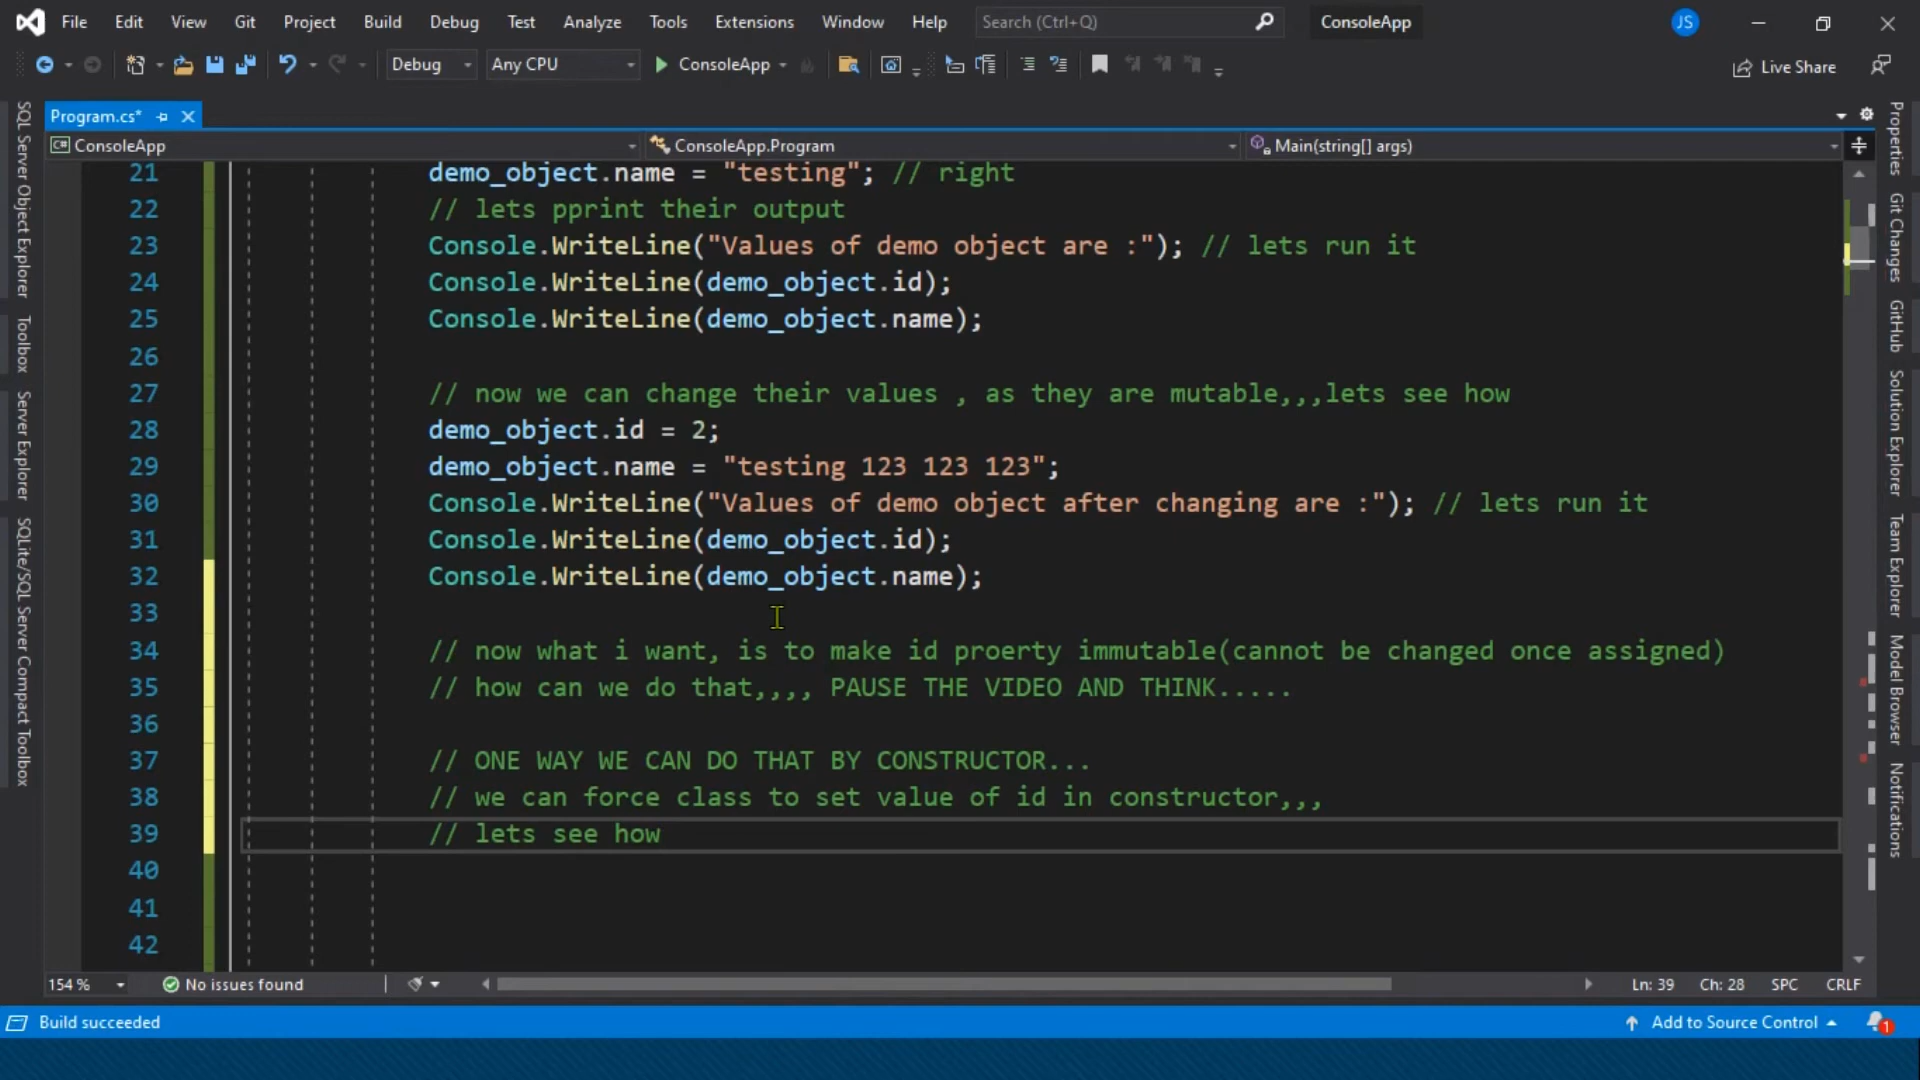 File Edit View Git Project Build Debug Test Analyze Tools Extensions Window Help Search (Ctrl+Q) ConsoleApp JS
Debug Any CPU ConsoleApp Live Share
Program.cs*
C# ConsoleApp ConsoleApp.Program Main(string[] args)
SQL Server Object Explorer
Toolbox
Server Explorer
SQLite/SQL Server Compact Toolbox
21 demo_object.name = "testing"; // right
22 // lets pprint their output
23 Console.WriteLine("Values of demo object are :"); // lets run it
24 Console.WriteLine(demo_object.id);
25 Console.WriteLine(demo_object.name);
26
27 // now we can change their values , as they are mutable,,,lets see how
28 demo_object.id = 2;
29 demo_object.name = "testing 123 123 123";
30 Console.WriteLine("Values of demo object after changing are :"); // lets run it
31 Console.WriteLine(demo_object.id);
32 Console.WriteLine(demo_object.name);
33
34 // now what i want, is to make id proerty immutable(cannot be changed once assigned)
35 // how can we do that,,,, PAUSE THE VIDEO AND THINK.....
36
37 // ONE WAY WE CAN DO THAT BY CONSTRUCTOR...
38 // we can force class to set value of id in constructor,,,
39 // lets see how
40
41
42
Properties
Git Changes
GitHub
Solution Explorer
Team Explorer
Model Browser
Notifications
154 % No issues found Ln: 39 Ch: 28 SPC CRLF
Build succeeded Add to Source Control 1